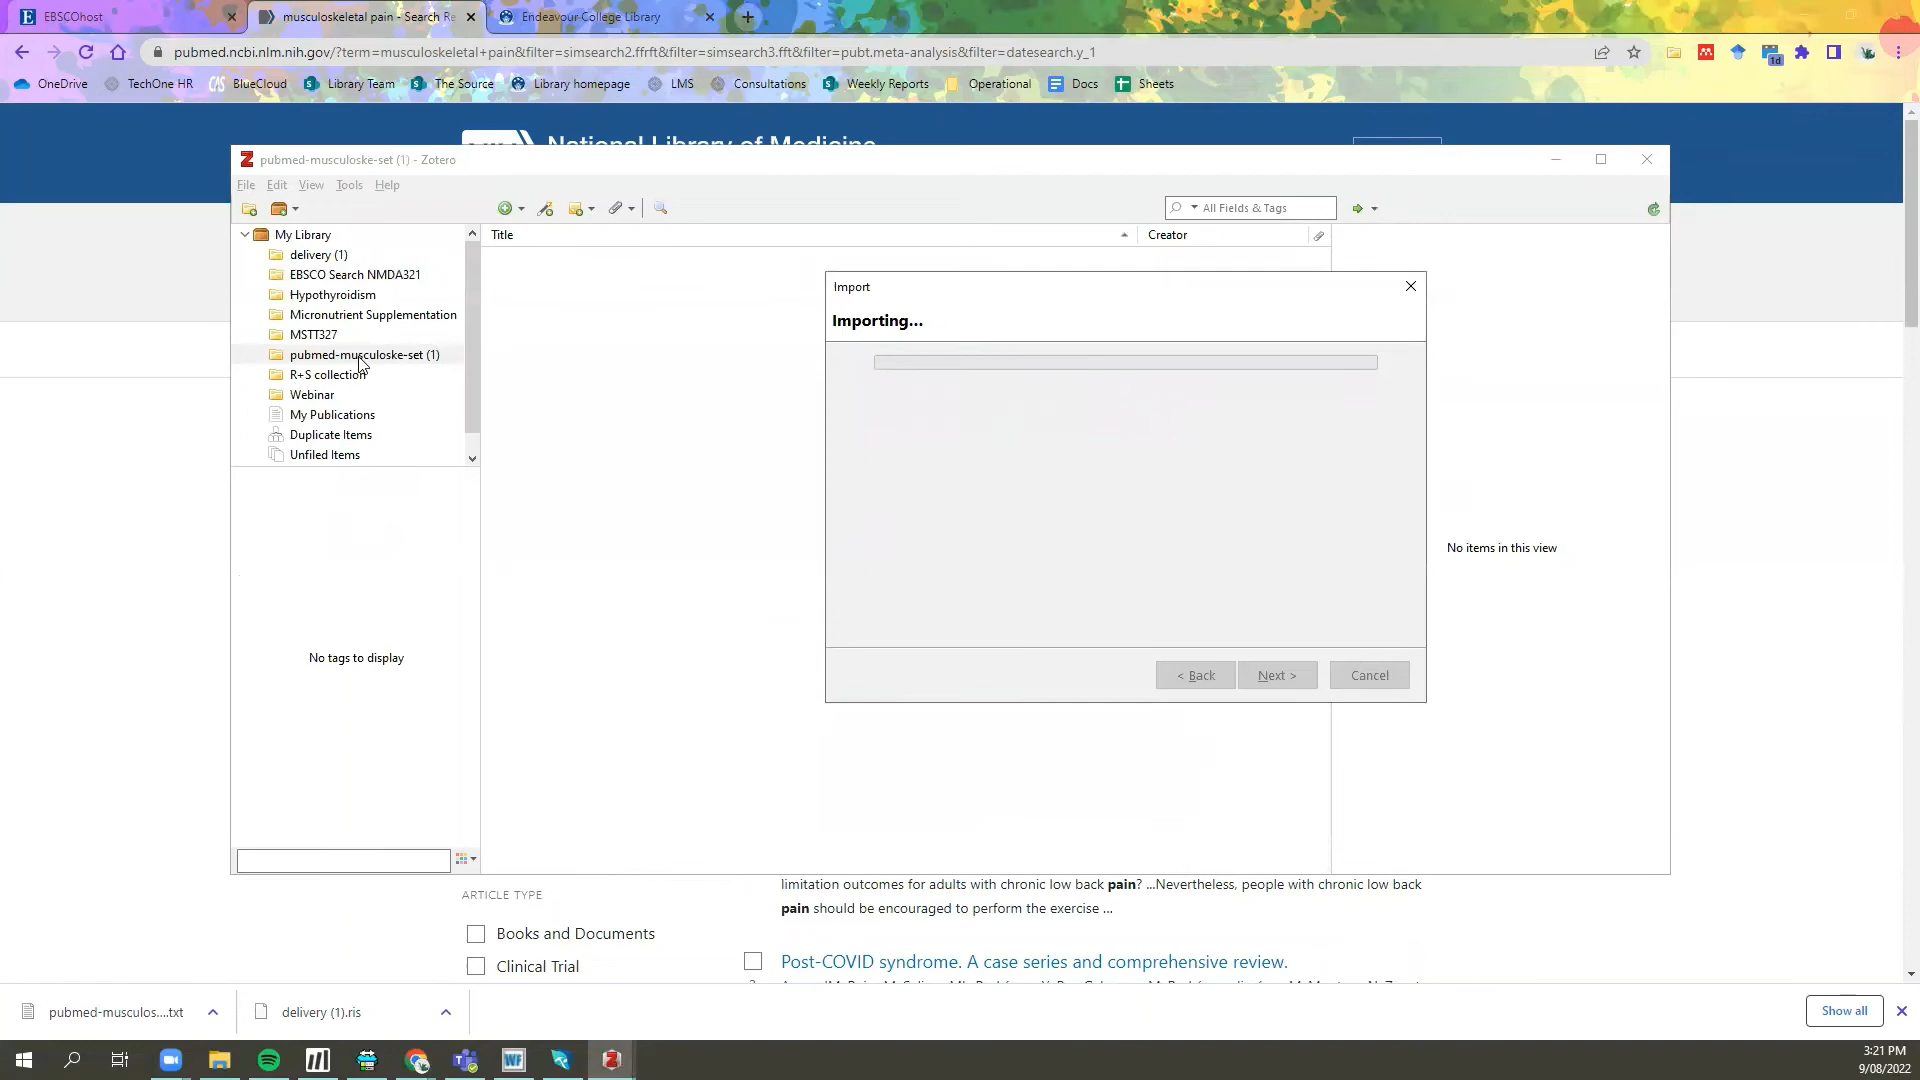 EBSCOhost
musculoskeletal pain - Search Re
Endeavour College Library
pubmed.ncbi.nlm.nih.gov/?term=musculoskeletal+pain&filter=simsearch2.ffrft&filter=simsearch3.fft&filter=pubt.meta-analysis&filter=datesearch.y_1
1d
OneDrive
TechOne HR
BlueCloud
Library Team
The Source
Library homepage
LMS
Consultations
Weekly Reports
Operational
Docs
Sheets
National Library of Medicine
pubmed-musculoske-set (1) - Zotero
File Edit View Tools Help
All Fields & Tags
My Library
delivery (1)
EBSCO Search NMDA321
Hypothyroidism
Micronutrient Supplementation
MSTT327
pubmed-musculoske-set (1)
R+S collection
Webinar
My Publications
Duplicate Items
Unfiled Items
No tags to display
Title
Creator
Import
Importing...
< Back
Next >
Cancel
No items in this view
ARTICLE TYPE
Books and Documents
Clinical Trial
limitation outcomes for adults with chronic low back pain? ...Nevertheless, people with chronic low back
pain should be encouraged to perform the exercise ...
Post-COVID syndrome. A case series and comprehensive review.
pubmed-musculos....txt
delivery (1).ris
Show all
3:21 PM
9/08/2022